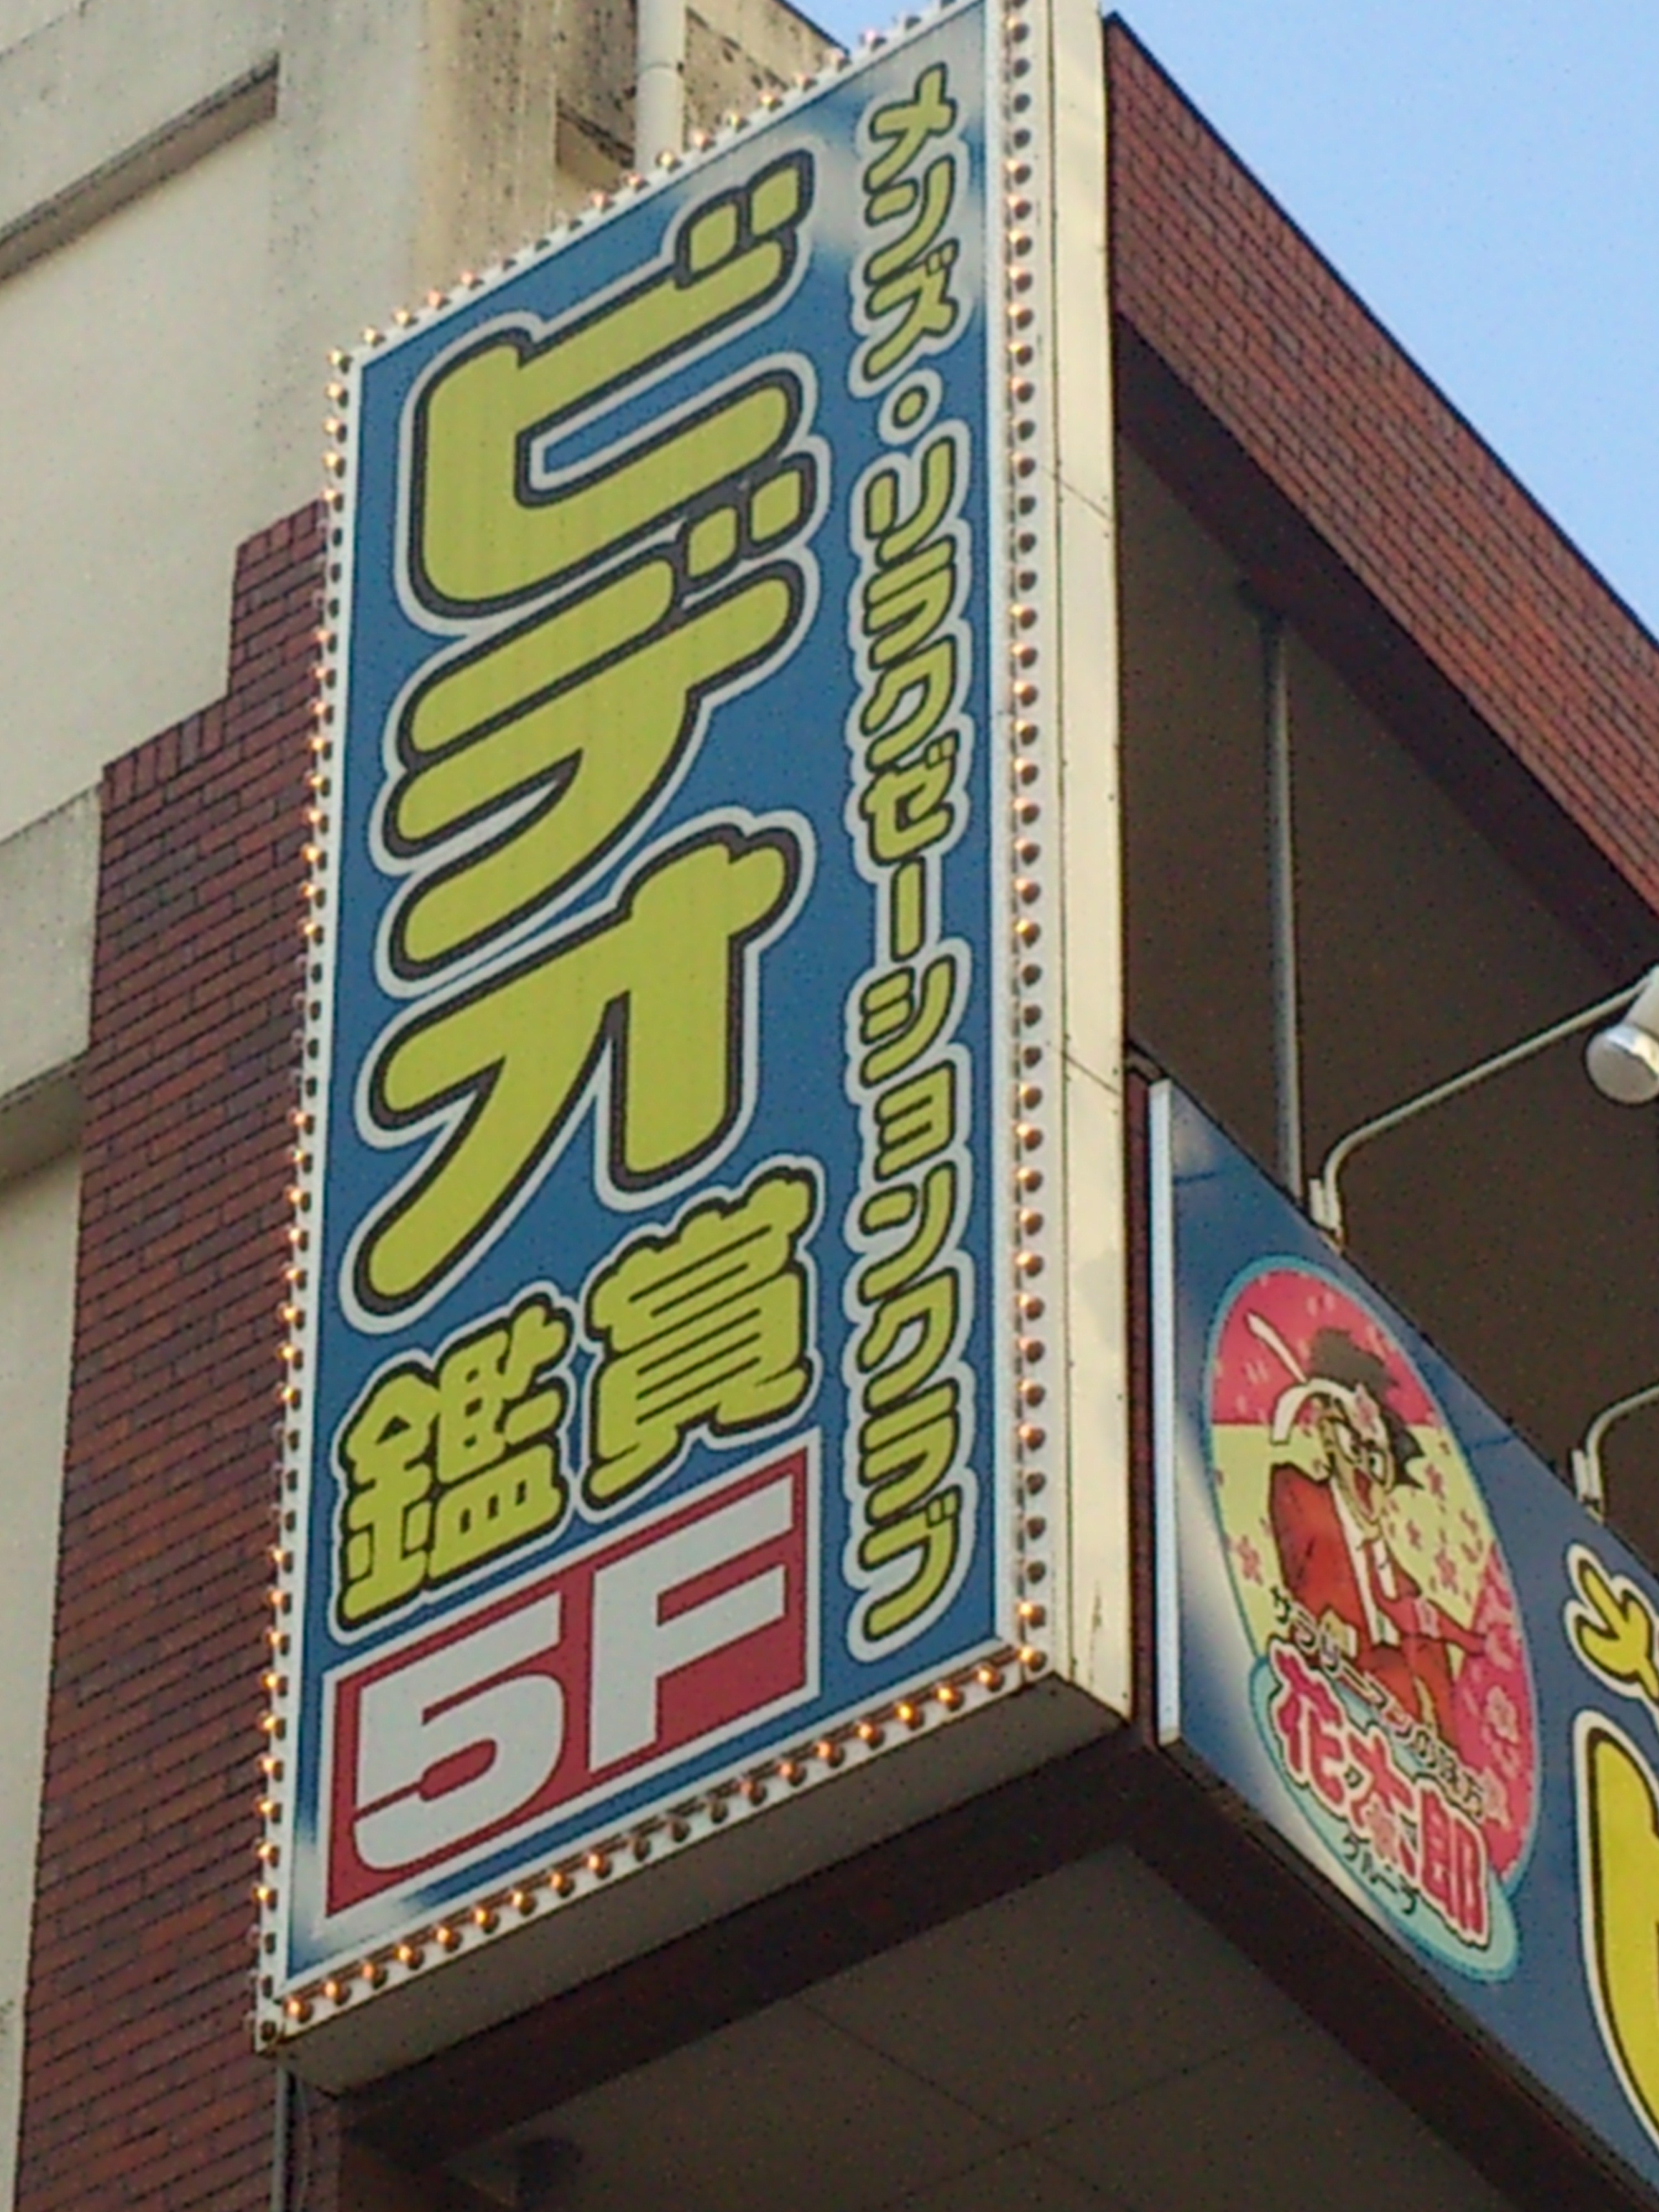 メンズ・リラクゼーションクラブ
ビデオ
鑑賞
5F
サラリーマンの味方
花太郎
グループ